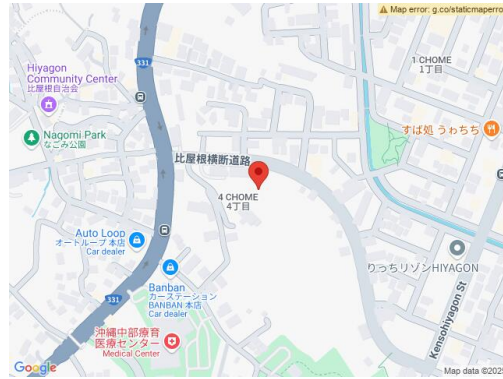 Map error: g.co/staticmaperro
331
1 CHOME
1丁目
Hiyagon
Community Center
比屋根自治会
すば処 うわちち
Nagomi Park
なごみ公園
比屋根横断道路
4 CHOME
4丁目
Auto Loop
オートループ 本店
Car dealer
りっちリゾンHIYAGON
Banban
カーステーション
BANBAN 本店
Car dealer
331
Kensohiyagon St
沖縄中部療育
医療センター
Medical Center
Google
Map data ©202